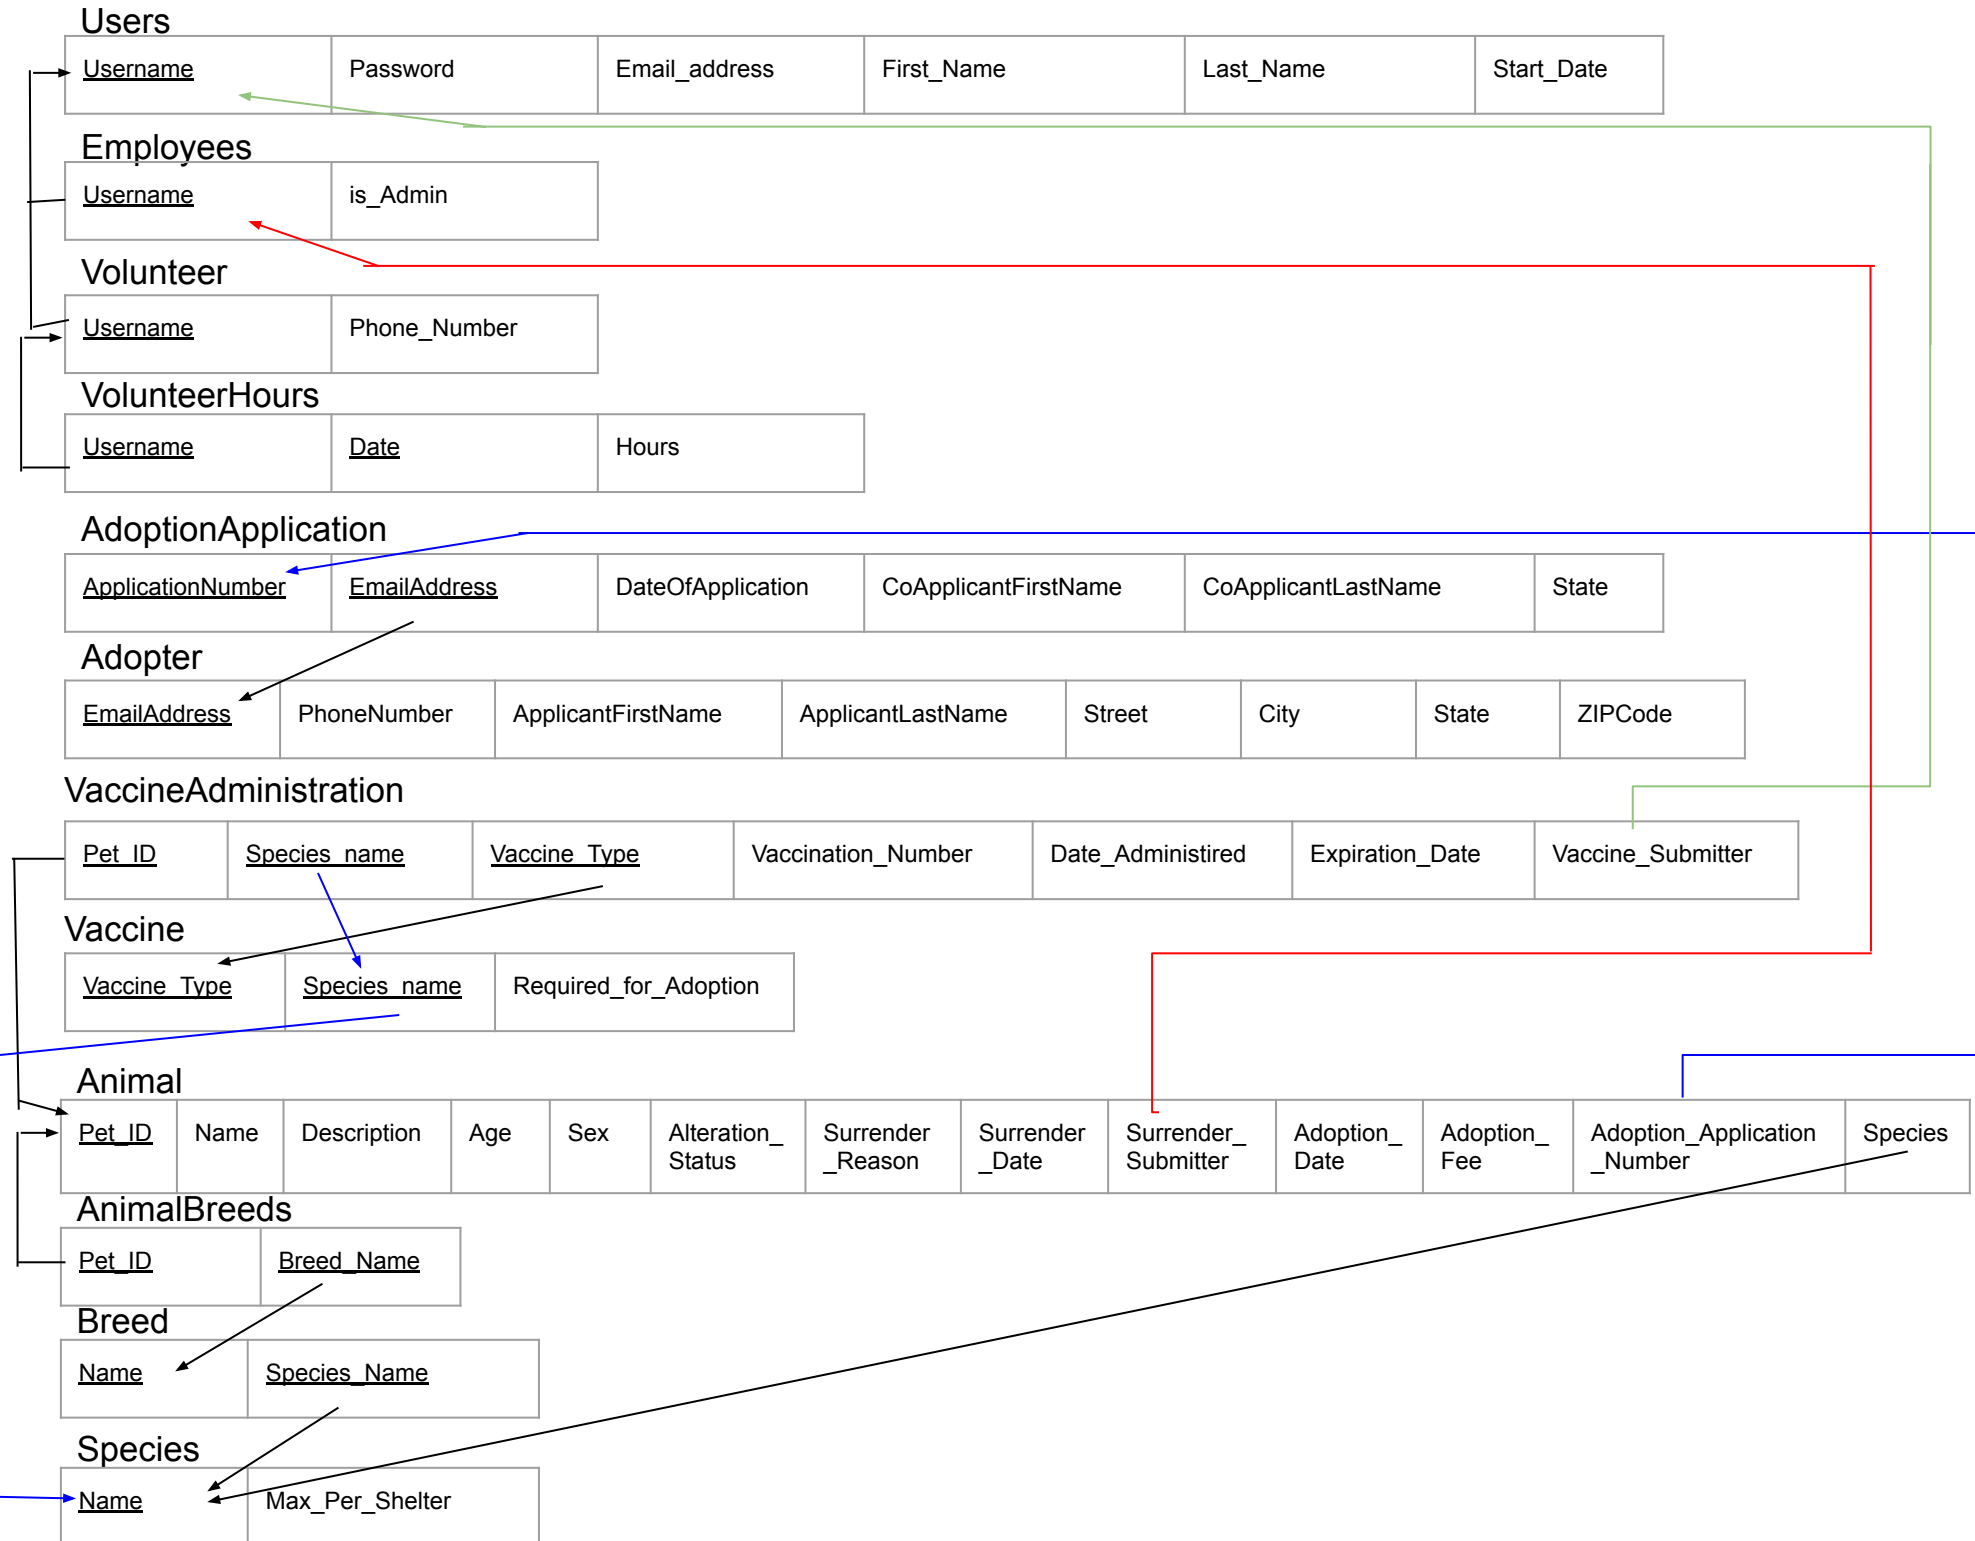 Users
Username Password Email_address First_Name Last_Name Start_Date
Employees
Username is_Admin
Volunteer
Username Phone_Number
VolunteerHours
Username Date Hours
AdoptionApplication
ApplicationNumber EmailAddress DateOfApplication CoApplicantFirstName CoApplicantLastName State
Adopter
EmailAddress PhoneNumber ApplicantFirstName ApplicantLastName Street City State ZIPCode
VaccineAdministration
Pet_ID Species_name Vaccine_Type Vaccination_Number Date_Administired Expiration_Date Vaccine_Submitter
Vaccine
Vaccine_Type Species_name Required_for_Adoption
Animal
Pet_ID Name Description Age Sex Alteration_ Surrender Surrender Surrender_ Adoption_ Adoption_ Adoption_Application Species
Status _Reason _Date Submitter Date Fee _Number
AnimalBreeds
Pet_ID Breed_Name
Breed
Name Species_Name
Species
Name Max_Per_Shelter